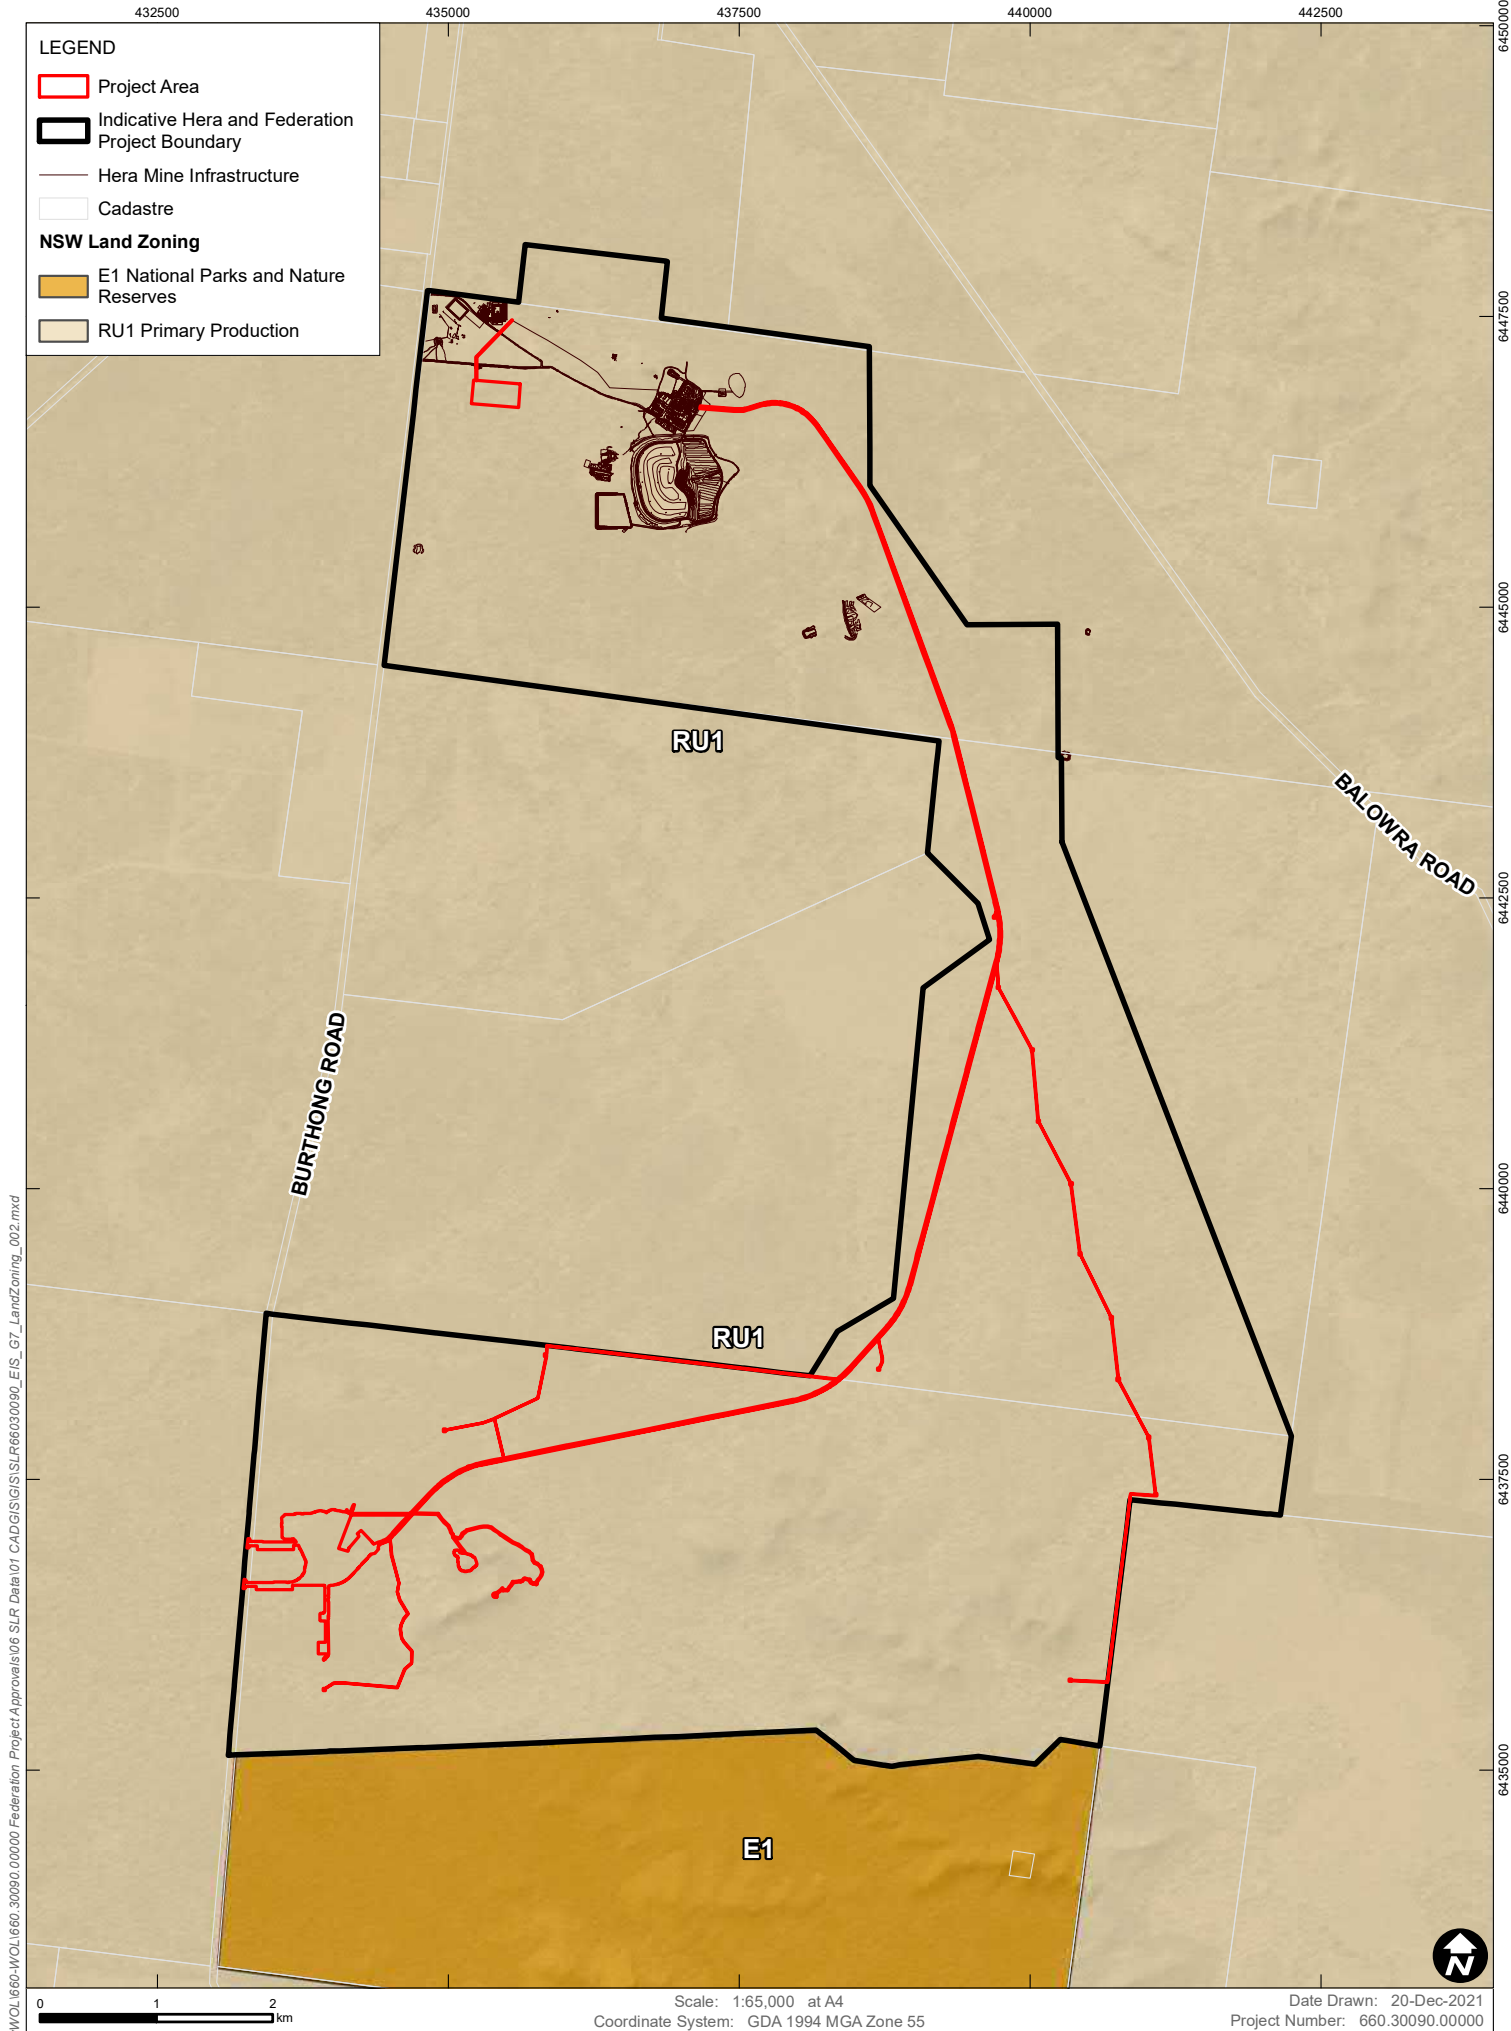 432500
435000
437500
440000
442500
6450000
LEGEND
Project Area
Indicative Hera and Federation
Project Boundary
Hera Mine Infrastructure
Cadastre
NSW Land Zoning
E1 National Parks and Nature
Reserves
RU1 Primary Production
6447500
6445000
RU1
BALOWRA ROAD
6442500
BURTHONG ROAD
6440000
RU1
6437500
6435000
E1
N
WOL\660-WOL\660.30090.00000 Federation Project Approvals\06 SLR Data\01 CADGIS\GIS\SLR66030090_EIS_G7_LandZoning_002.mxd
0 1 2
km
Scale: 1:65,000 at A4
Coordinate System: GDA 1994 MGA Zone 55
Date Drawn: 20-Dec-2021
Project Number: 660.30090.00000